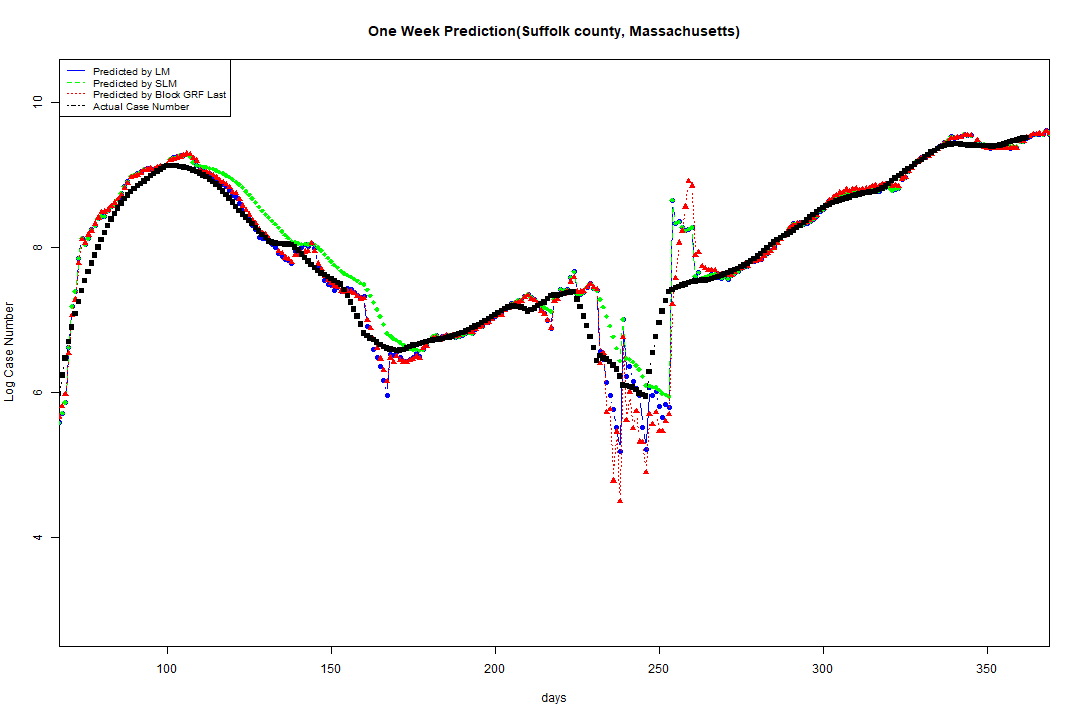 One Week Prediction(Suffolk county, Massachusetts)
Predicted by LM
Predicted by SLM
Predicted by Block GRF Last
Actual Case Number
Log Case Number
10
8
6
4
100 150 200 250 300 350
days